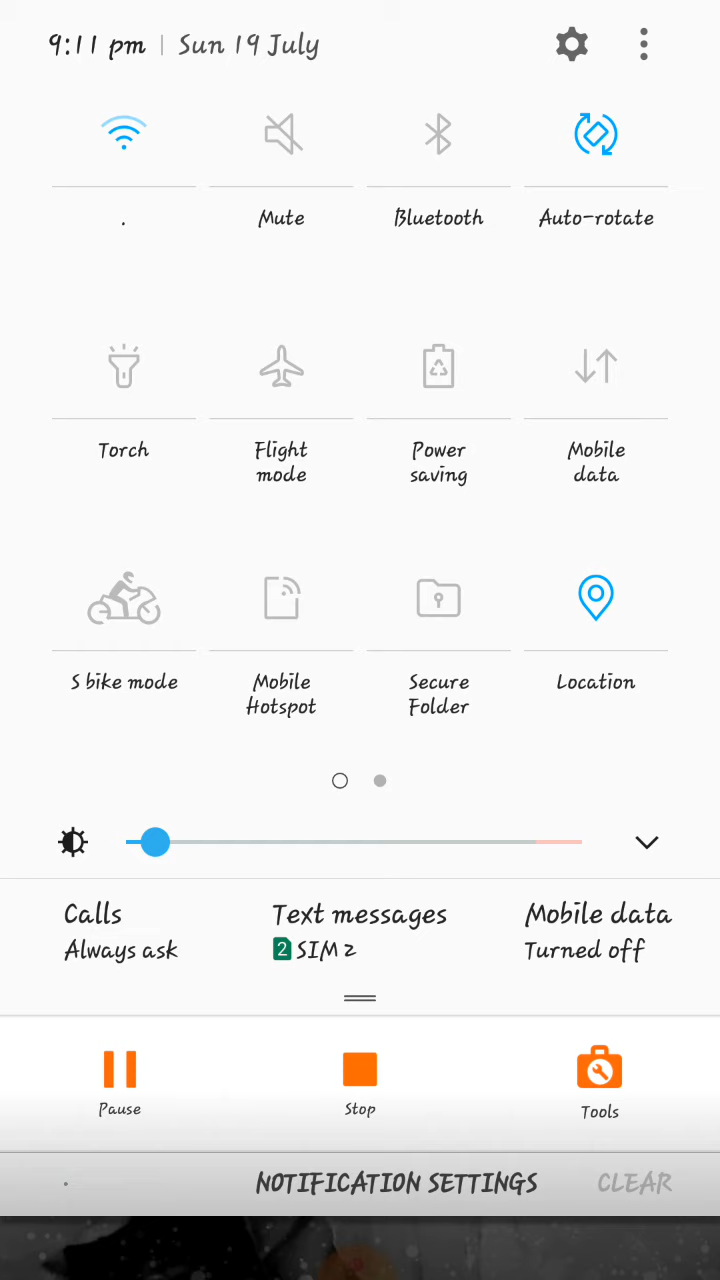 9:11 pm | Sun 19 July
.
Mute
Bluetooth
Auto-rotate
Torch
Flight
mode
Power
saving
Mobile
data
S bike mode
Mobile
Hotspot
Secure
Folder
Location
Calls
Always ask
Text messages
2 SIM 2
Mobile data
Turned off
Pause
Stop
Tools
.
NOTIFICATION SETTINGS
CLEAR